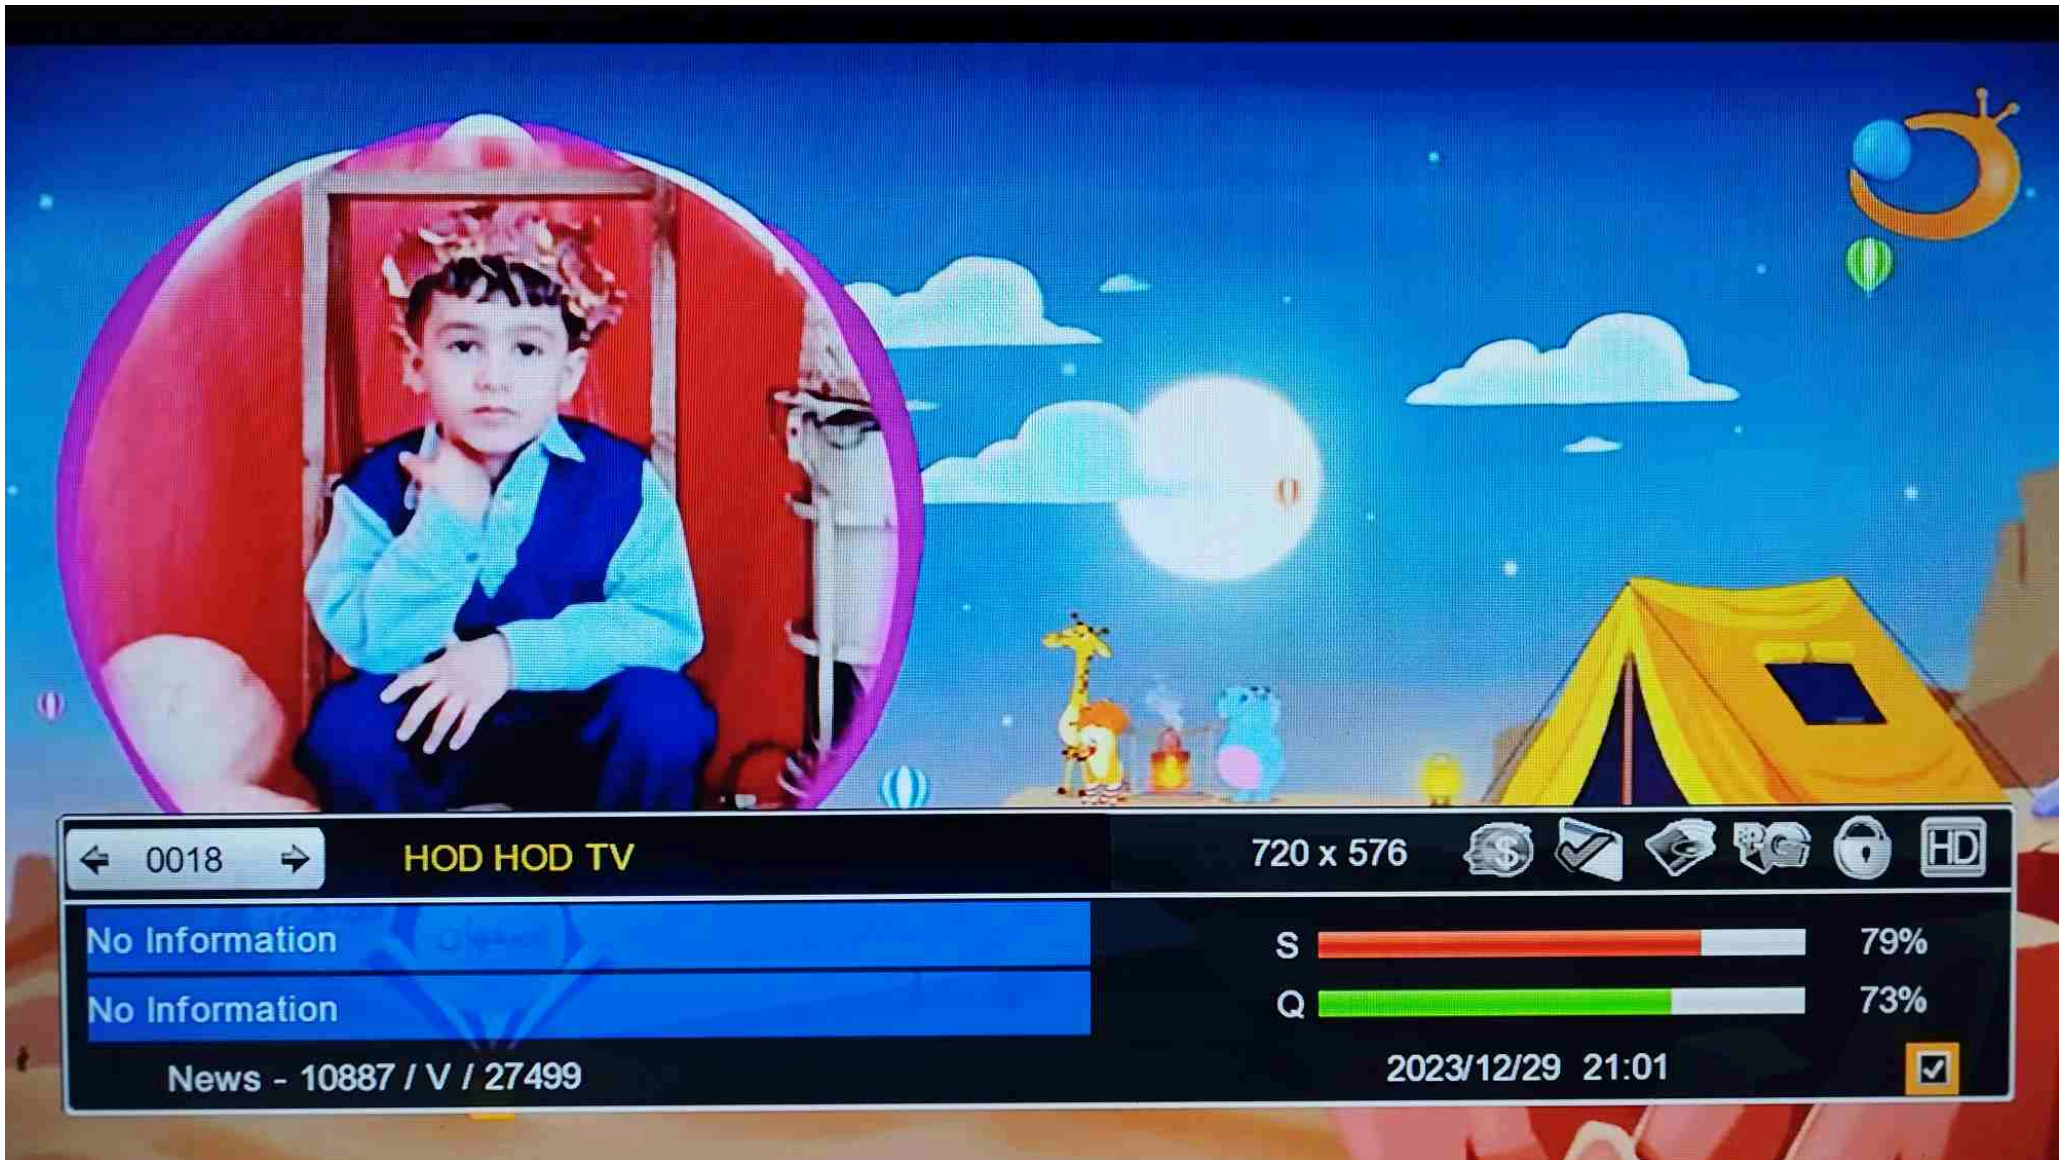 0018
HOD HOD TV
720 x 576
HD
No Information
S 79%
No Information
Q 73%
News - 10887 / V / 27499
2023/12/29 21:01
اصفهان